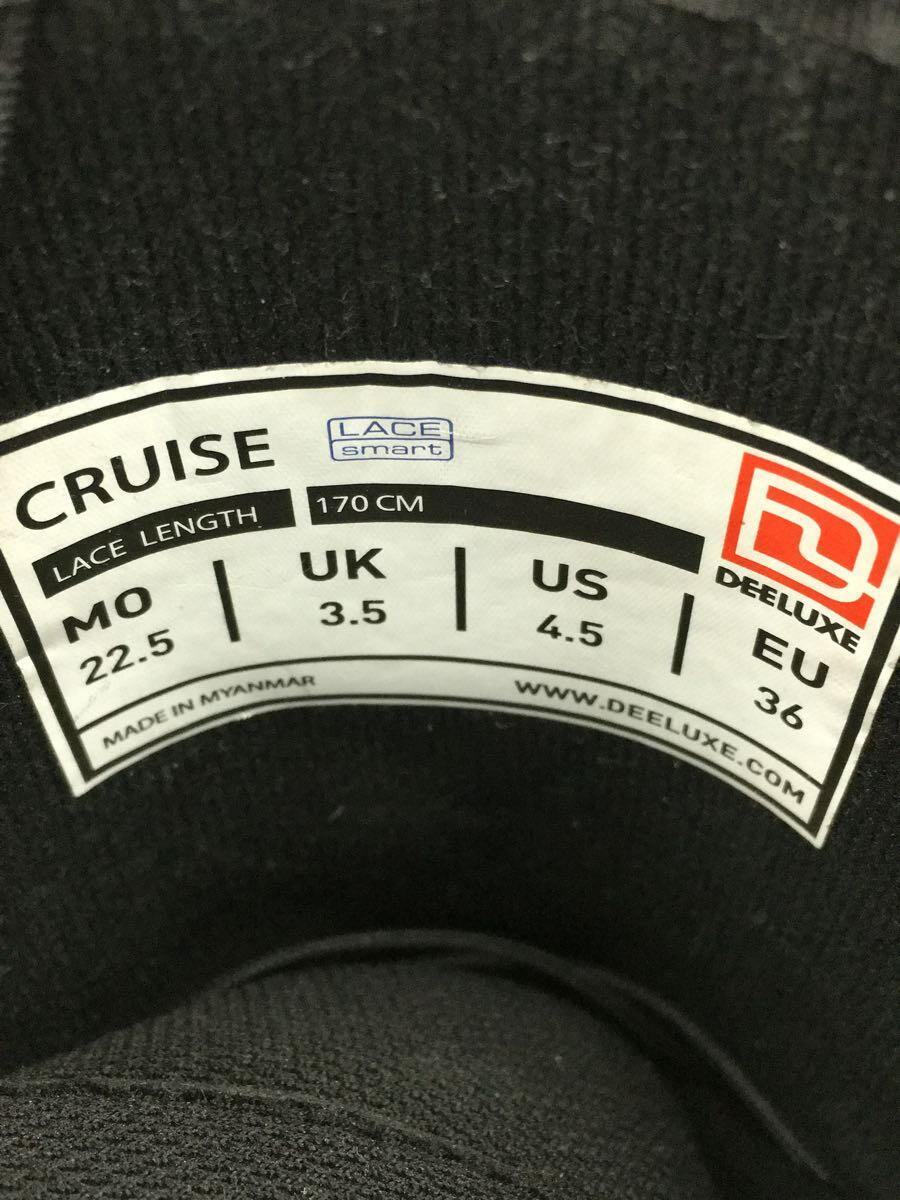 CRUISE
LACE
smart
LACE LENGTH 170 CM
DEELUXE
MO UK US EU
22.5 3.5 4.5 36
MADE IN MYANMAR WWW.DEELUXE.COM